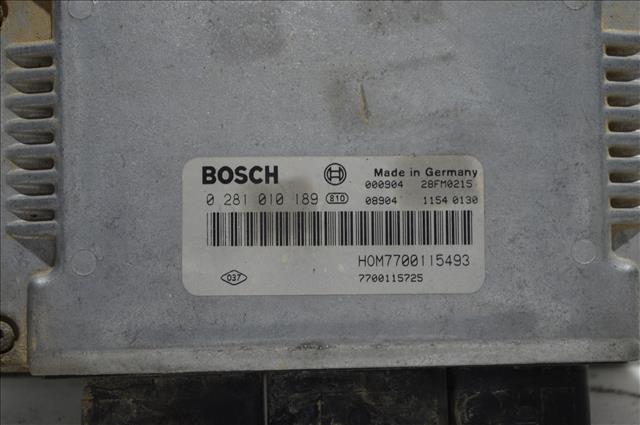 BOSCH Made in Germany
000904 28FM0215
0 281 010 189 810 08904 1154 0130
HOM7700115493
037 7700115725